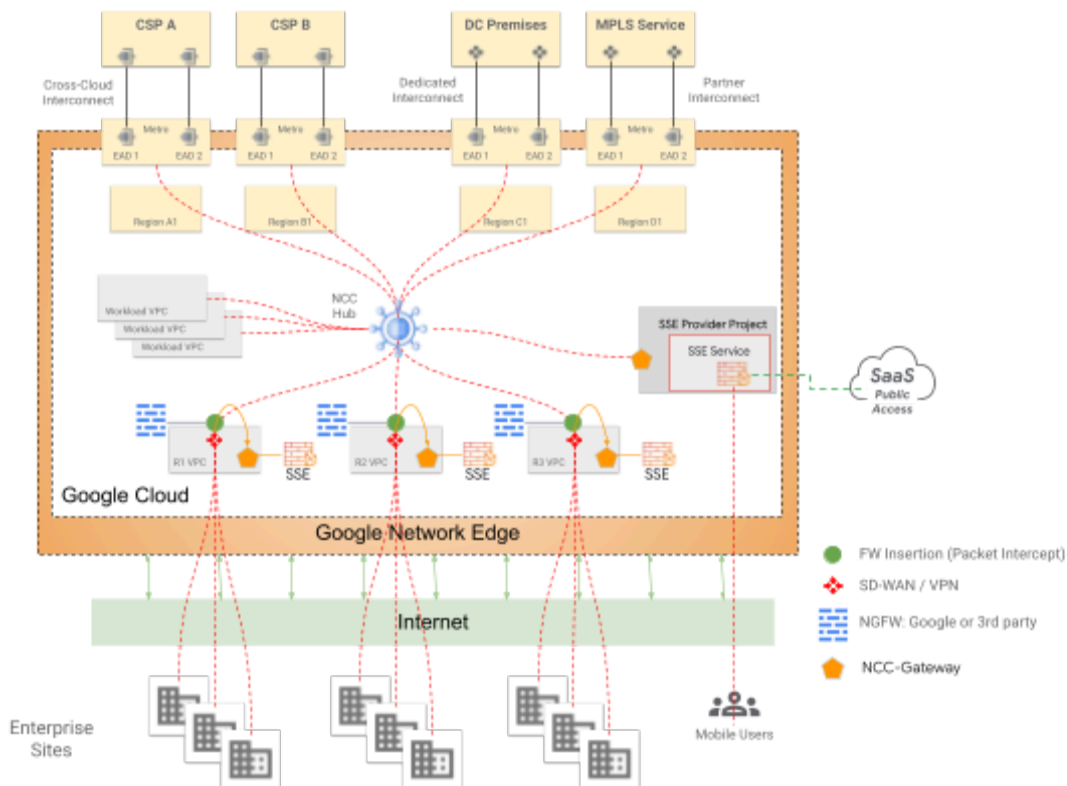 CSP A
CSP B
DC Premises
MPLS Service
Cross-Cloud
Interconnect
Dedicated
Interconnect
Partner
Interconnect
Metro
EAD 1
EAD 2
Metro
EAD 1
EAD 2
Metro
EAD 1
EAD 2
Metro
EAD 1
EAD 2
Region A1
Region B1
Region C1
Region D1
Workload VPC
Workload VPC
Workload VPC
NCC
Hub
SSE Provider Project
SSE Service
SaaS
Public
Access
R1 VPC
SSE
R2 VPC
SSE
R3 VPC
SSE
Google Cloud
Google Network Edge
Internet
FW Insertion (Packet Intercept)
SD-WAN / VPN
NGFW: Google or 3rd party
NCC-Gateway
Enterprise
Sites
Mobile Users